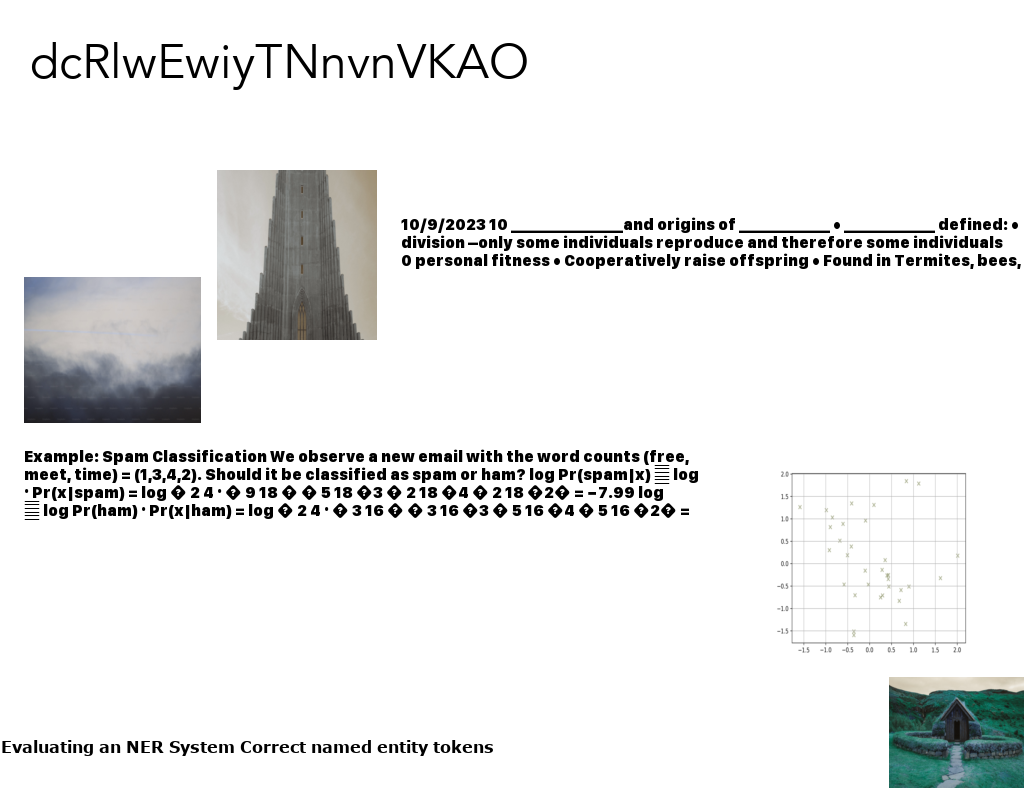 dcRlwEwiyTNnvnVKAO
10/9/2023 10 ______________and origins of ____________ • ____________ defined: •
division —only some individuals reproduce and therefore some individuals
0 personal fitness • Cooperatively raise offspring • Found in Termites, bees,
Example: Spam Classification We observe a new email with the word counts (free,
meet, time) = (1,3,4,2). Should it be classified as spam or ham? log Pr(spam|x) log
· Pr(x|spam) = log � 2 4 · � 9 18 � � 5 18 �3 � 2 18 �4 � 2 18 �2� = −7.99 log
log Pr(ham) · Pr(x|ham) = log � 2 4 · � 3 16 � � 3 16 �3 � 5 16 �4 � 5 16 �2� =
2.0
1.5
1.0
0.5
0.0
−0.5
−1.0
−1.5
−1.5 −1.0 −0.5 0.0 0.5 1.0 1.5 2.0
Evaluating an NER System Correct named entity tokens